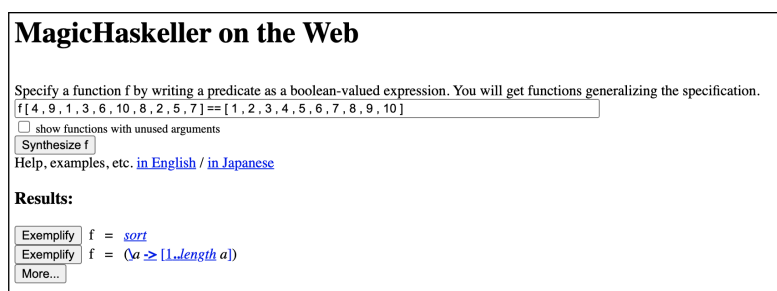 MagicHaskeller on the Web
Specify a function f by writing a predicate as a boolean-valued expression. You will get functions generalizing the specification.
f [ 4 , 9 , 1 , 3 , 6 , 10 , 8 , 2 , 5 , 7 ] == [ 1 , 2 , 3 , 4 , 5 , 6 , 7 , 8 , 9 , 10 ]
show functions with unused arguments
Synthesize f
Help, examples, etc. in English / in Japanese
Results:
Exemplify f = sort
Exemplify f = (\a -> [1..length a])
More...